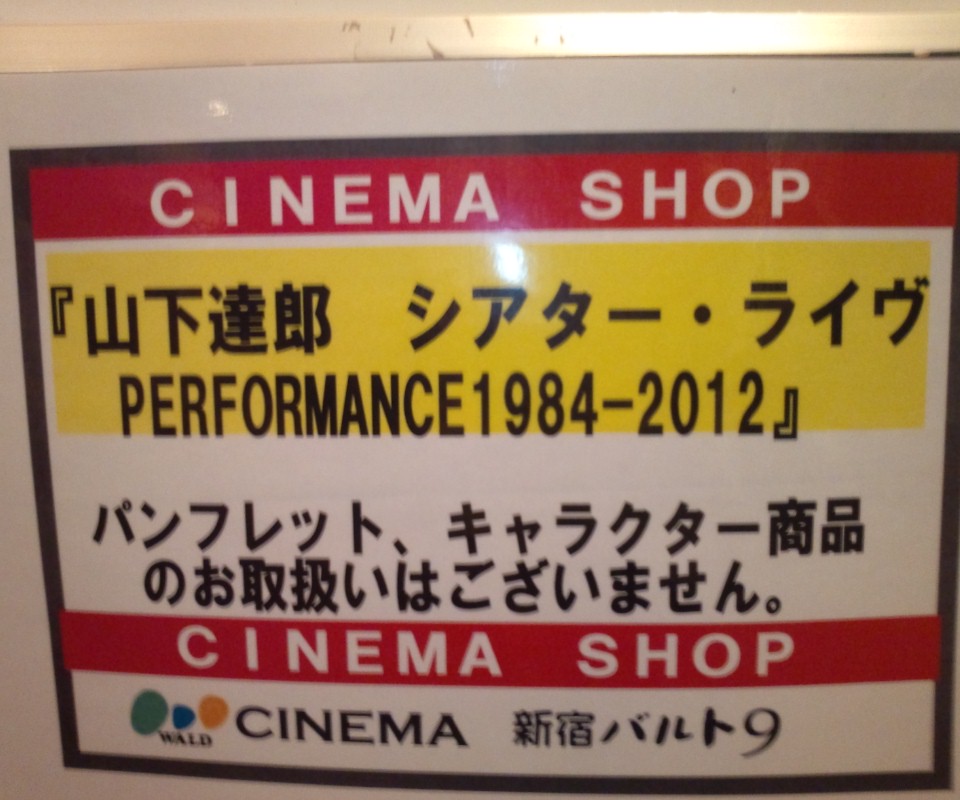 CINEMA SHOP
『山下達郎 シアター・ライヴ
PERFORMANCE1984-2012』
パンフレット、キャラクター商品
のお取扱いはございません。
CINEMA SHOP
WALD CINEMA 新宿バルト9